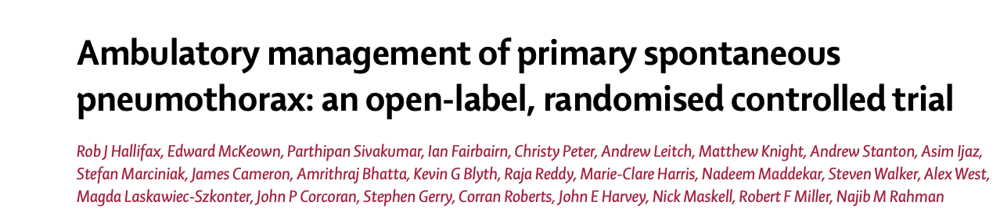 Ambulatory management of primary spontaneous
pneumothorax: an open-label, randomised controlled trial
Rob J Hallifax, Edward McKeown, Parthipan Sivakumar, Ian Fairbairn, Christy Peter, Andrew Leitch, Matthew Knight, Andrew Stanton, Asim Ijaz,
Stefan Marciniak, James Cameron, Amrithraj Bhatta, Kevin G Blyth, Raja Reddy, Marie-Clare Harris, Nadeem Maddekar, Steven Walker, Alex West,
Magda Laskawiec-Szkonter, John P Corcoran, Stephen Gerry, Corran Roberts, John E Harvey, Nick Maskell, Robert F Miller, Najib M Rahman